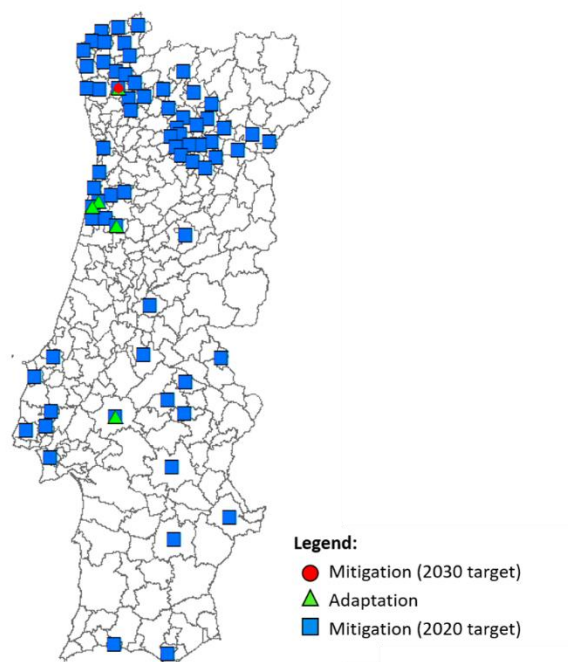 Legend:
Mitigation (2030 target)
Adaptation
Mitigation (2020 target)